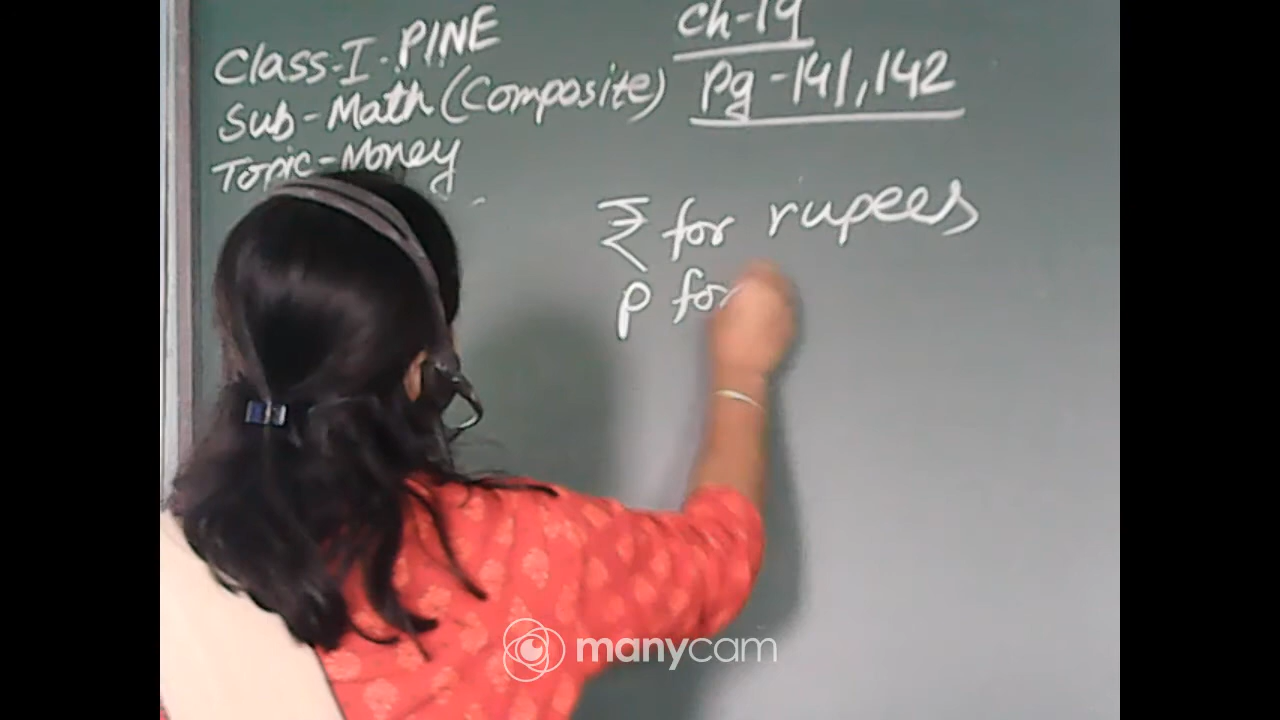 Class-I-PINE
Sub-Math (Composite)
Topic-Money
Ch-19
Pg-141,142
₹ for rupees
p for
manycam